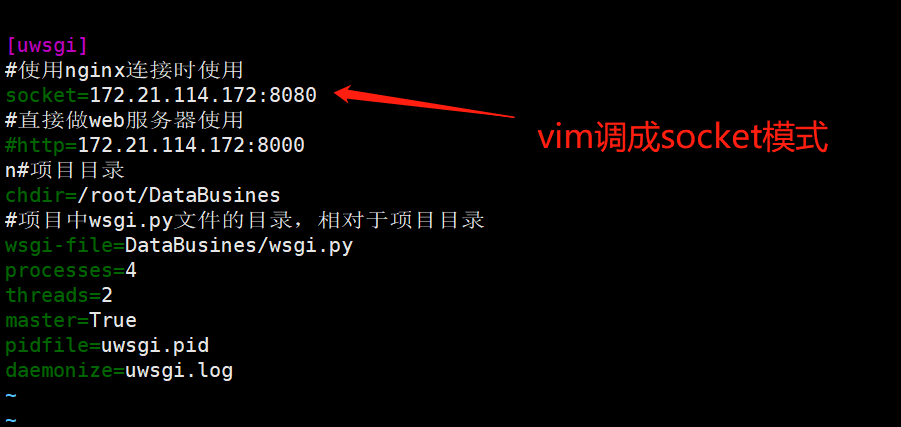 [uwsgi]
#使用nginx连接时使用
socket=172.21.114.172:8080
vim调成socket模式
#直接做web服务器使用
#http=172.21.114.172:8000
n#项目目录
chdir=/root/DataBusines
#项目中wsgi.py文件的目录，相对于项目目录
wsgi-file=DataBusines/wsgi.py
processes=4
threads=2
master=True
pidfile=uwsgi.pid
daemonize=uwsgi.log
~
~